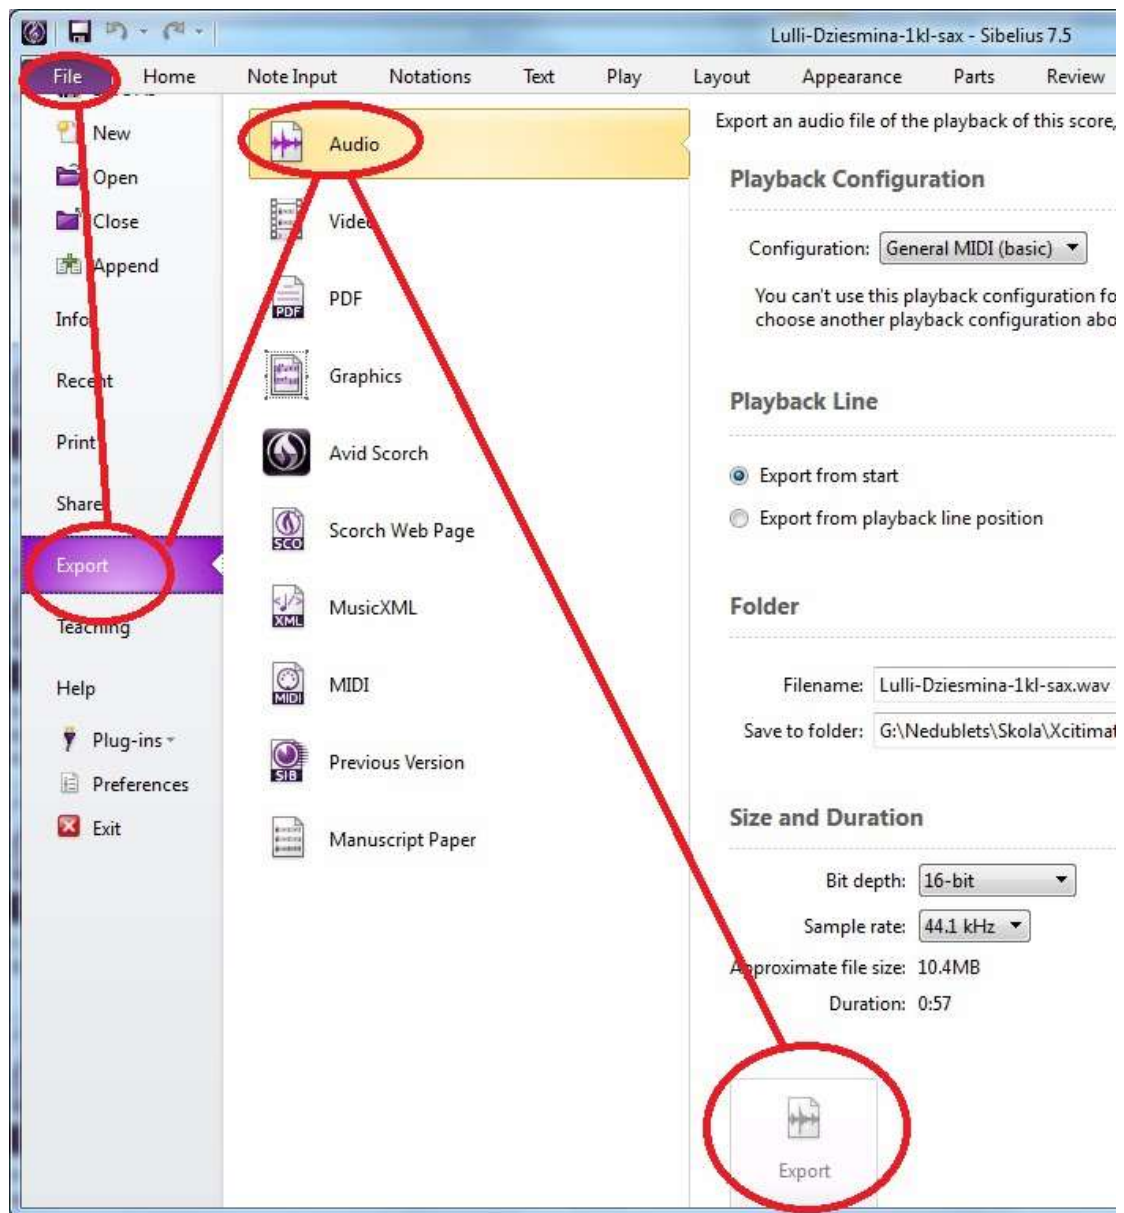 Lulli-Dziesmina-1kl-sax - Sibelius 7.5
File Home Note Input Notations Text Play Layout Appearance Parts Review
New
Open
Close
Append
Info
Recent
Print
Share
Export
Teaching
Help
Plug-ins
Preferences
Exit
Audio
Video
PDF
PDF
Graphics
Avid Scorch
SCO
Scorch Web Page
XML
MusicXML
MIDI
MIDI
SIB
Previous Version
Manuscript Paper
Export an audio file of the playback of this score,
Playback Configuration
Configuration: General MIDI (basic)
You can't use this playback configuration fo
choose another playback configuration abo
Playback Line
Export from start
Export from playback line position
Folder
Filename: Lulli-Dziesmina-1kl-sax.wav
Save to folder: G:\Nedublets\Skola\Xcitimat
Size and Duration
Bit depth: 16-bit
Sample rate: 44.1 kHz
Approximate file size: 10.4MB
Duration: 0:57
Export